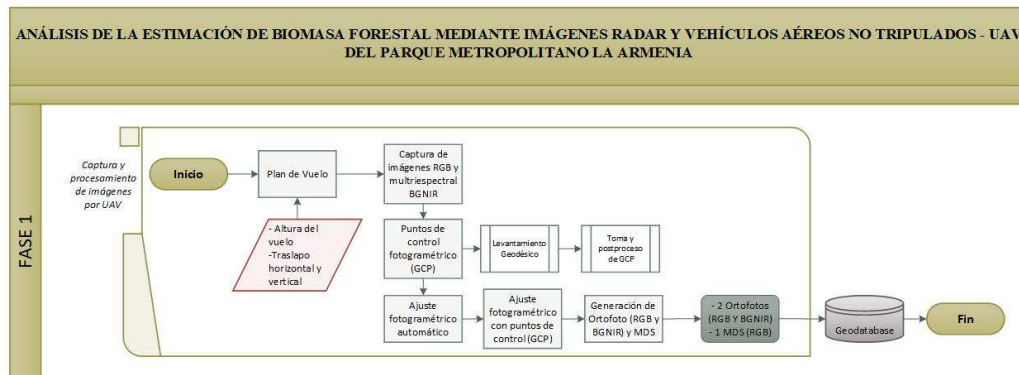 ANÁLISIS DE LA ESTIMACIÓN DE BIOMASA FORESTAL MEDIANTE IMÁGENES RADAR Y VEHÍCULOS AÉREOS NO TRIPULADOS - UAV
DEL PARQUE METROPOLITANO LA ARMENIA
FASE 1
Captura y
procesamiento
de imágenes
por UAV
Inicio
Plan de Vuelo
- Altura del
vuelo
-Traslapo
horizontal y
vertical
Captura de
imágenes RGB y
multriespectral
BGNIR
Puntos de
control
fotogramétrico
(GCP)
Levantamiento
Geodésico
Toma y
postproceso
de GCP
Ajuste
fotogramétrico
automático
Ajuste
fotogramétrico
con puntos de
control (GCP)
Generación de
Ortofoto (RGB y
BGNIR) y MDS
- 2 Ortofotos
(RGB Y BGNIR)
- 1 MDS (RGB)
Geodatabase
Fin